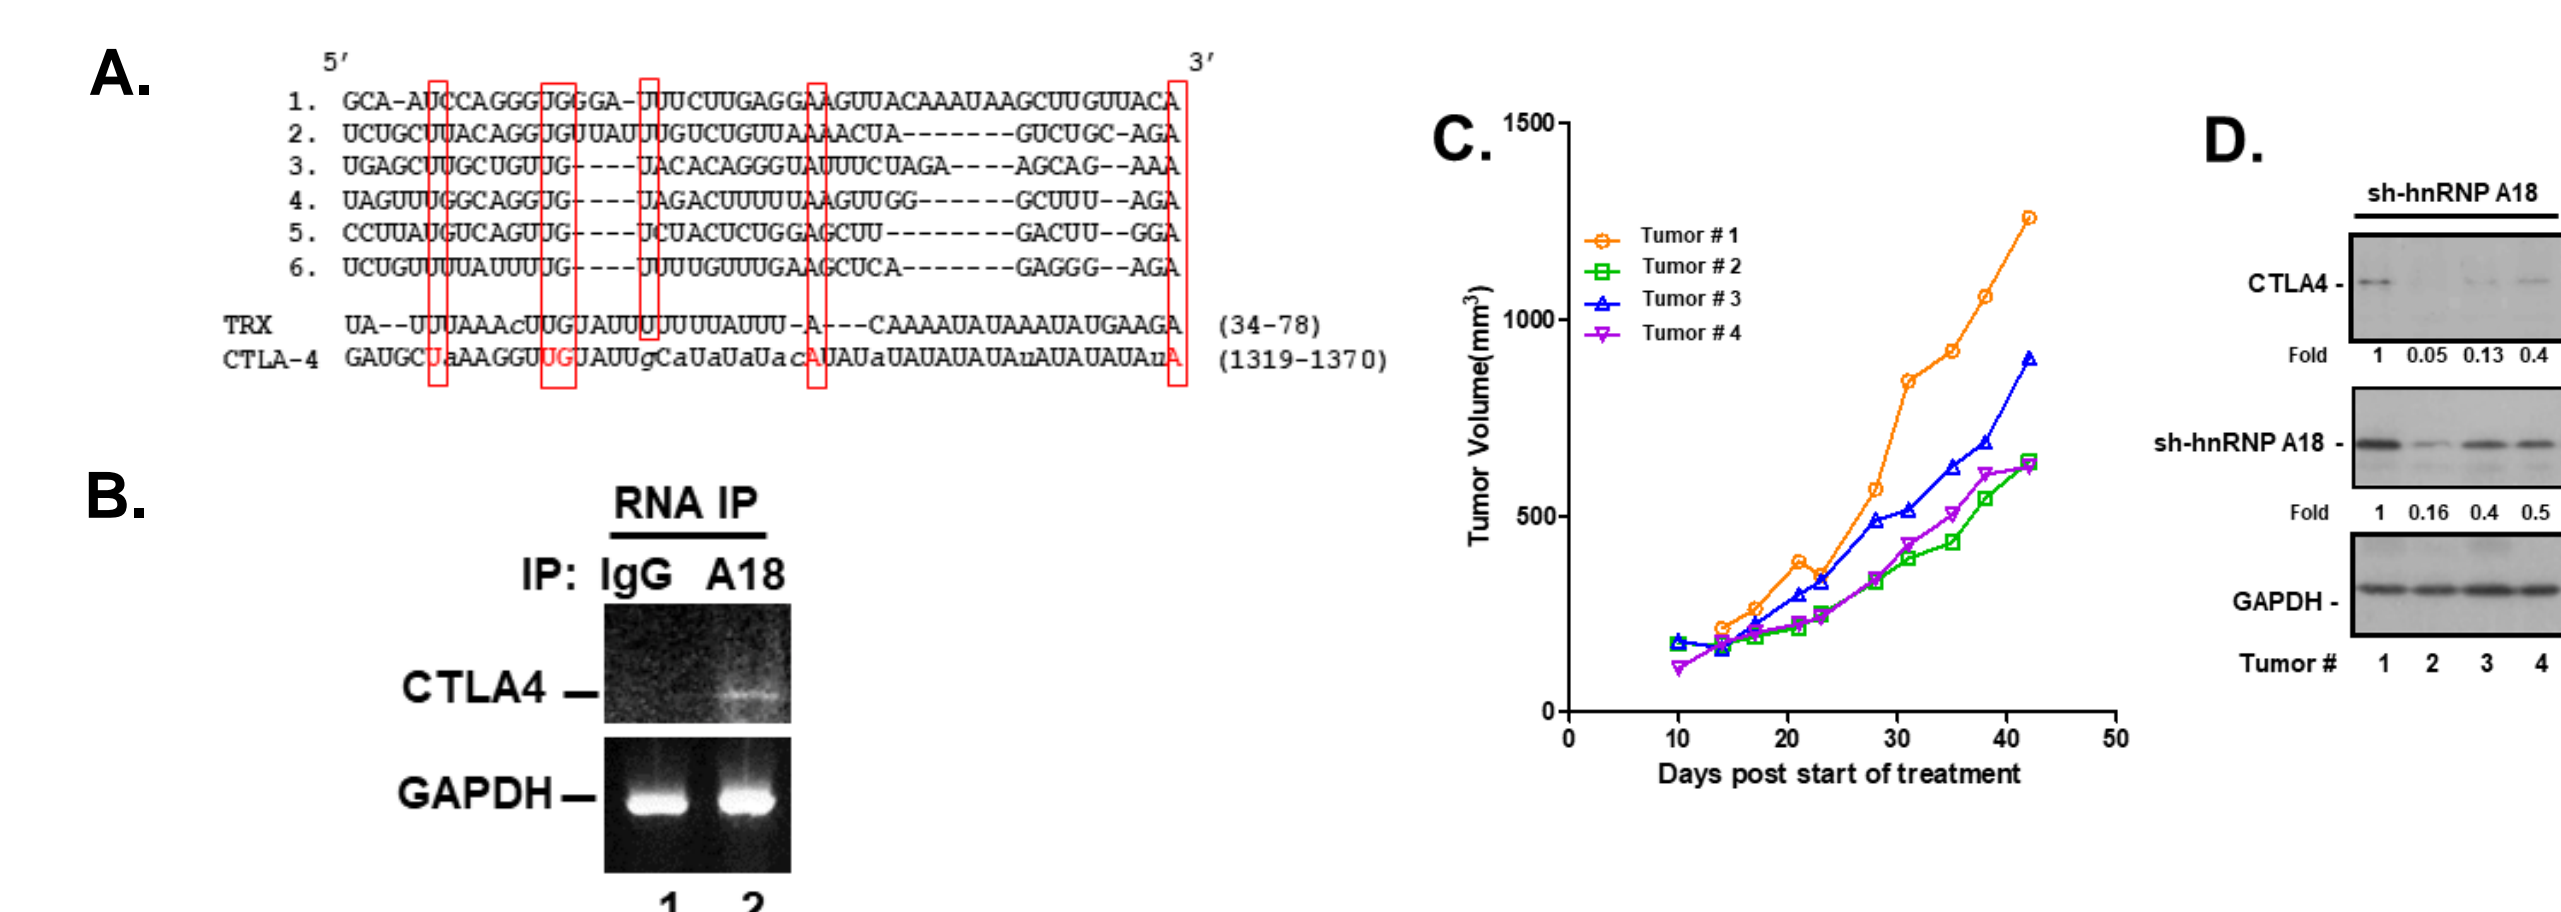 A.
5' 3'
1. GCA-AUCCAGGGUGGGA-UUUCUUGAGGAAGUUACAAAUAAGCUUGUUACA
2. UCUGCUUACAGGUGUUAUUUGUCUGUUAAAACUA-------GUCUGC-AGA
3. UGAGCUUGCUGUUG----UACACAGGGUAUUUCUAGA----AGCAG--AAA
4. UAGUUUGGCAGGUG----UAGACUUUUUAAGUUGG------GCUUU--AGA
5. CCUUAUGUCAGUUG----UCUACUCUGGAGCUU--------GACUU--GGA
6. UCUGUUUUAUUUUG----UUUUGUUUGAAGCUCA-------GAGGG--AGA
TRX UA--UUUAAAcUUGUAUUUUUUUAUUU-A---CAAAAUAUAAAUAUGAAGA (34-78)
CTLA-4 GAUGCUaAAGGUUGUAUUgCaUaUaUacAUAUaUAUAUAUAuAUAUAUAuA (1319-1370)
B.
RNA IP
IP: IgG A18
CTLA4
GAPDH
1 2
C.
1500
1000
500
0
Tumor Volume(mm³)
Tumor # 1
Tumor # 2
Tumor # 3
Tumor # 4
0 10 20 30 40 50
Days post start of treatment
D.
sh-hnRNP A18
CTLA4 -
Fold 1 0.05 0.13 0.4
sh-hnRNP A18 -
Fold 1 0.16 0.4 0.5
GAPDH -
Tumor # 1 2 3 4